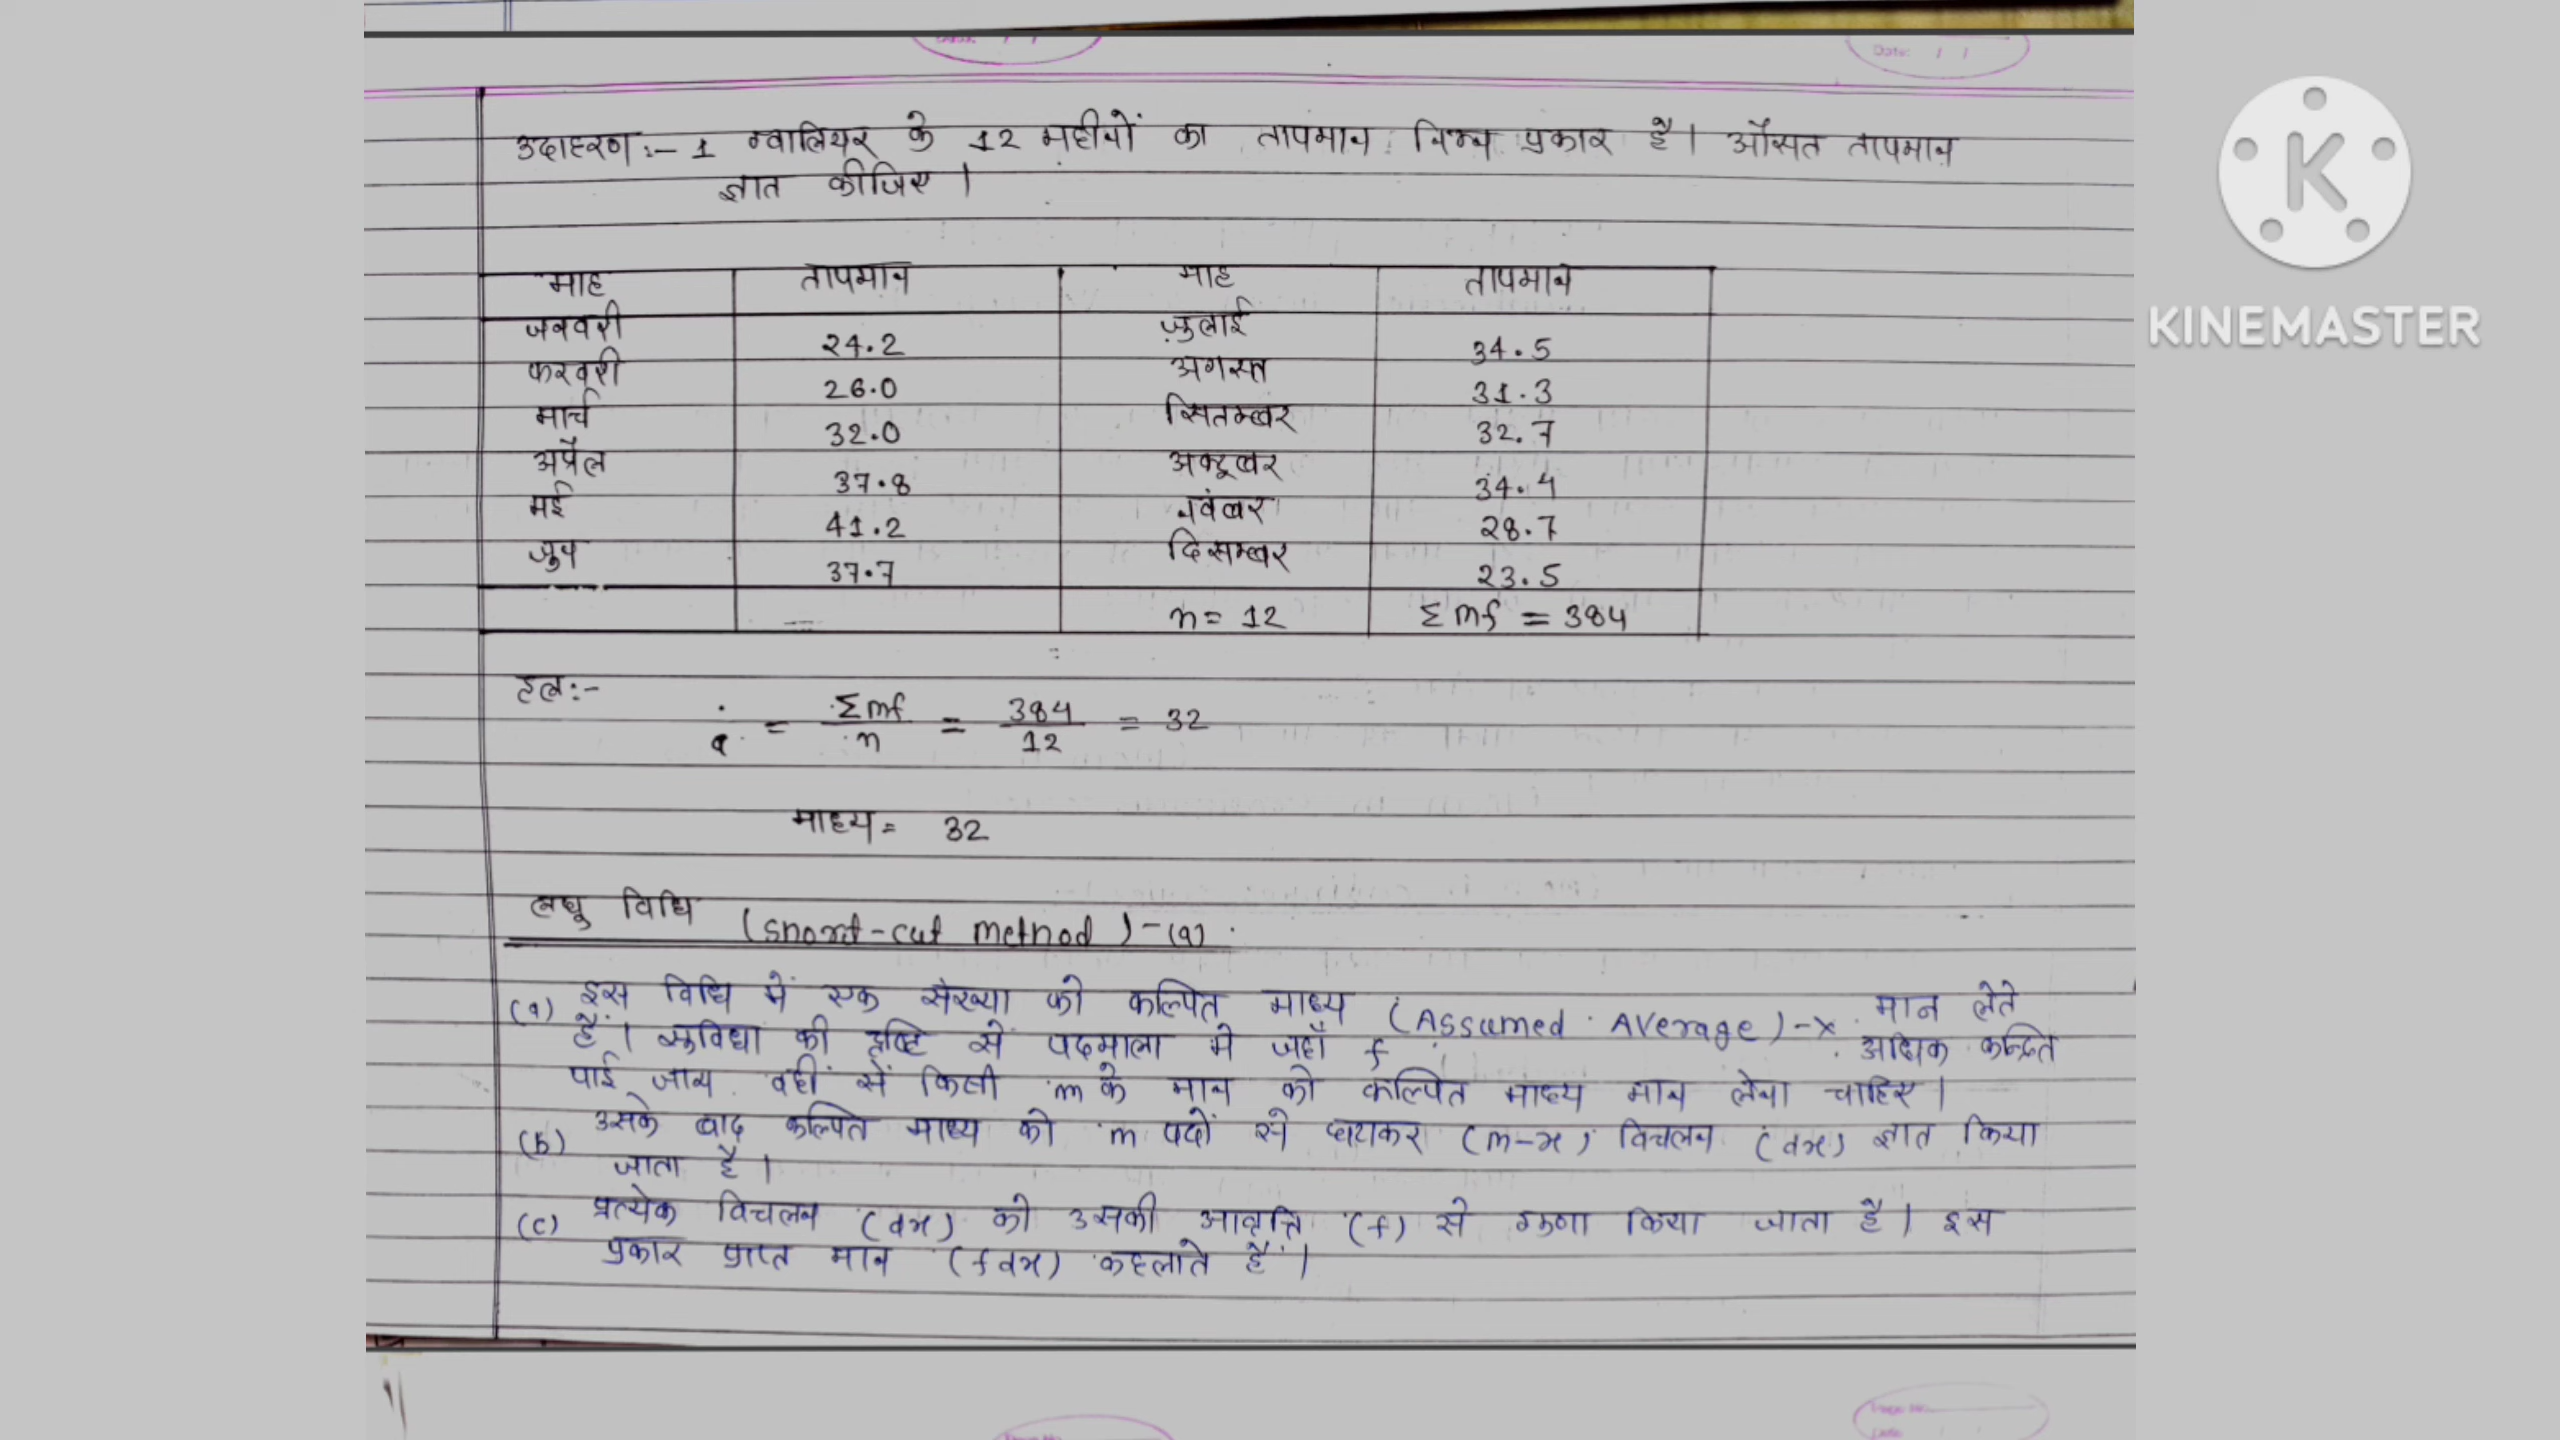 Date:
उदाहरण:- 1 ग्वालियर के 12 महीनों का तापमान निम्न प्रकार है। औसत तापमान
ज्ञात कीजिए।
माह तापमान माह तापमान
जनवरी 24.2 जुलाई 34.5
फरवरी 26.0 अगस्त 31.3
मार्च 32.0 सितम्बर 32.7
अप्रैल 37.8 अक्टूबर 34.4
मई 41.2 नवंबर 28.7
जून 37.7 दिसम्बर 23.5
n = 12 Σmf = 384
हल:-
= Σmf / n = 384 / 12 = 32
माध्य = 32
लघु विधि (short-cut method) - (a)
(a) इस विधि में एक संख्या को कल्पित माध्य (Assumed Average) - x मान लेते
हैं। सुविधा की दृष्टि से पदमाला में जहाँ f अधिक केन्द्रित
पाई जाय वहीं से किसी m के मान को कल्पित माध्य मान लेना चाहिए।
(b) उसके बाद कल्पित माध्य को m पदों से घटाकर (m-x) विचलन (dx) ज्ञात किया
जाता है।
(c) प्रत्येक विचलन (dx) को उसकी आवृत्ति (f) से गुणा किया जाता है। इस
प्रकार प्राप्त मान (fdx) कहलाते हैं।
KINEMASTER